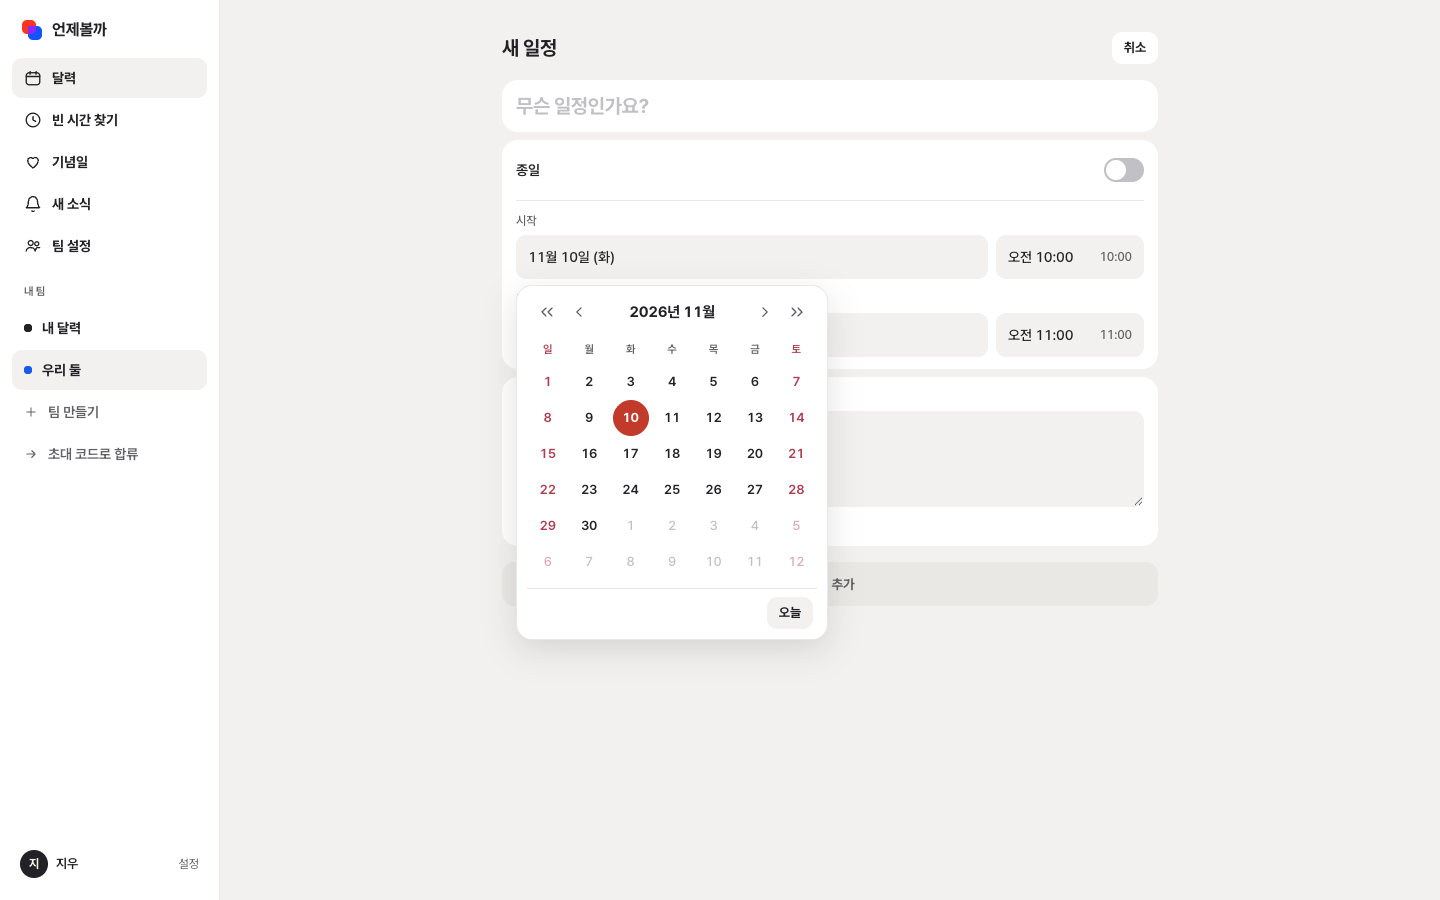 언제볼까
달력
빈 시간 찾기
기념일
새 소식
팀 설정
내 팀
내 달력
우리 둘
팀 만들기
초대 코드로 합류
지 지우 설정
새 일정 취소
무슨 일정인가요?
종일
시작
11월 10일 (화) 오전 10:00 10:00
오전 11:00 11:00
2026년 11월
일 월 화 수 목 금 토
1 2 3 4 5 6 7
8 9 10 11 12 13 14
15 16 17 18 19 20 21
22 23 24 25 26 27 28
29 30 1 2 3 4 5
6 7 8 9 10 11 12
오늘
추가